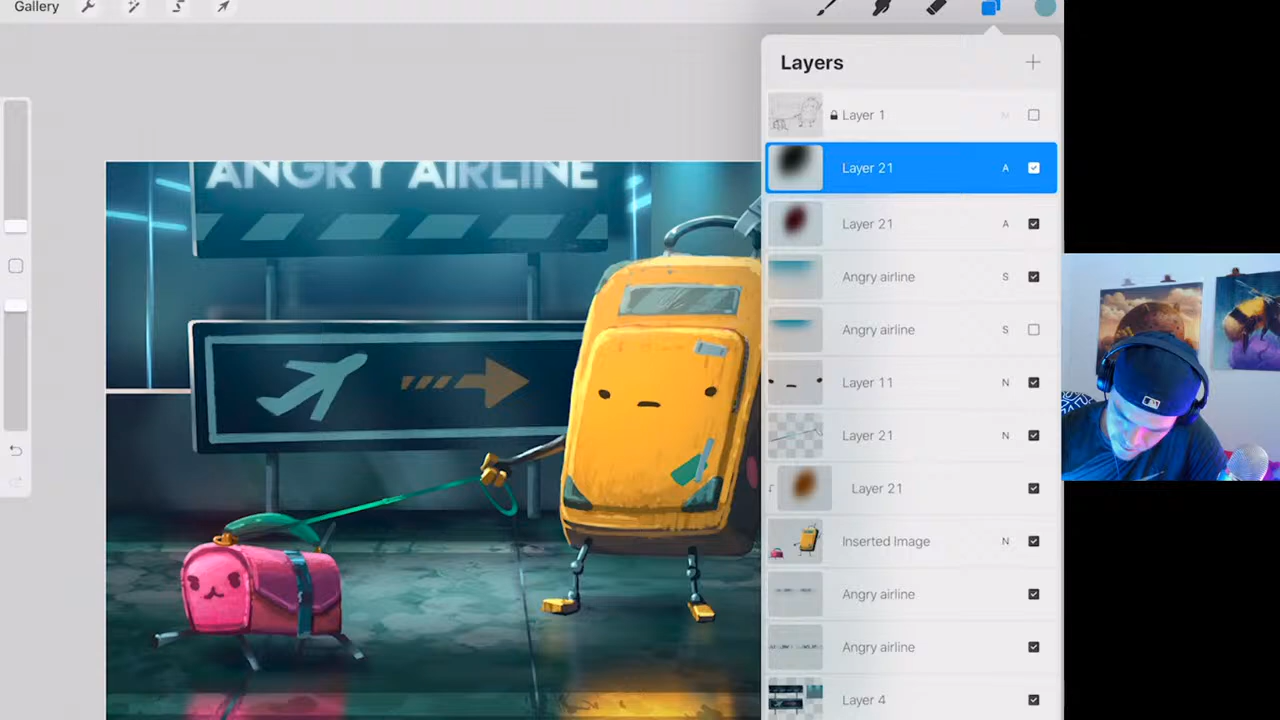 Gallery
Layers
Layer 1 N
Layer 21 A
Layer 21 A
Angry airline S
Angry airline S
Layer 11 N
Layer 21 N
Layer 21
Inserted Image N
Angry airline
Angry airline
Layer 4
ANGRY AIRLINE